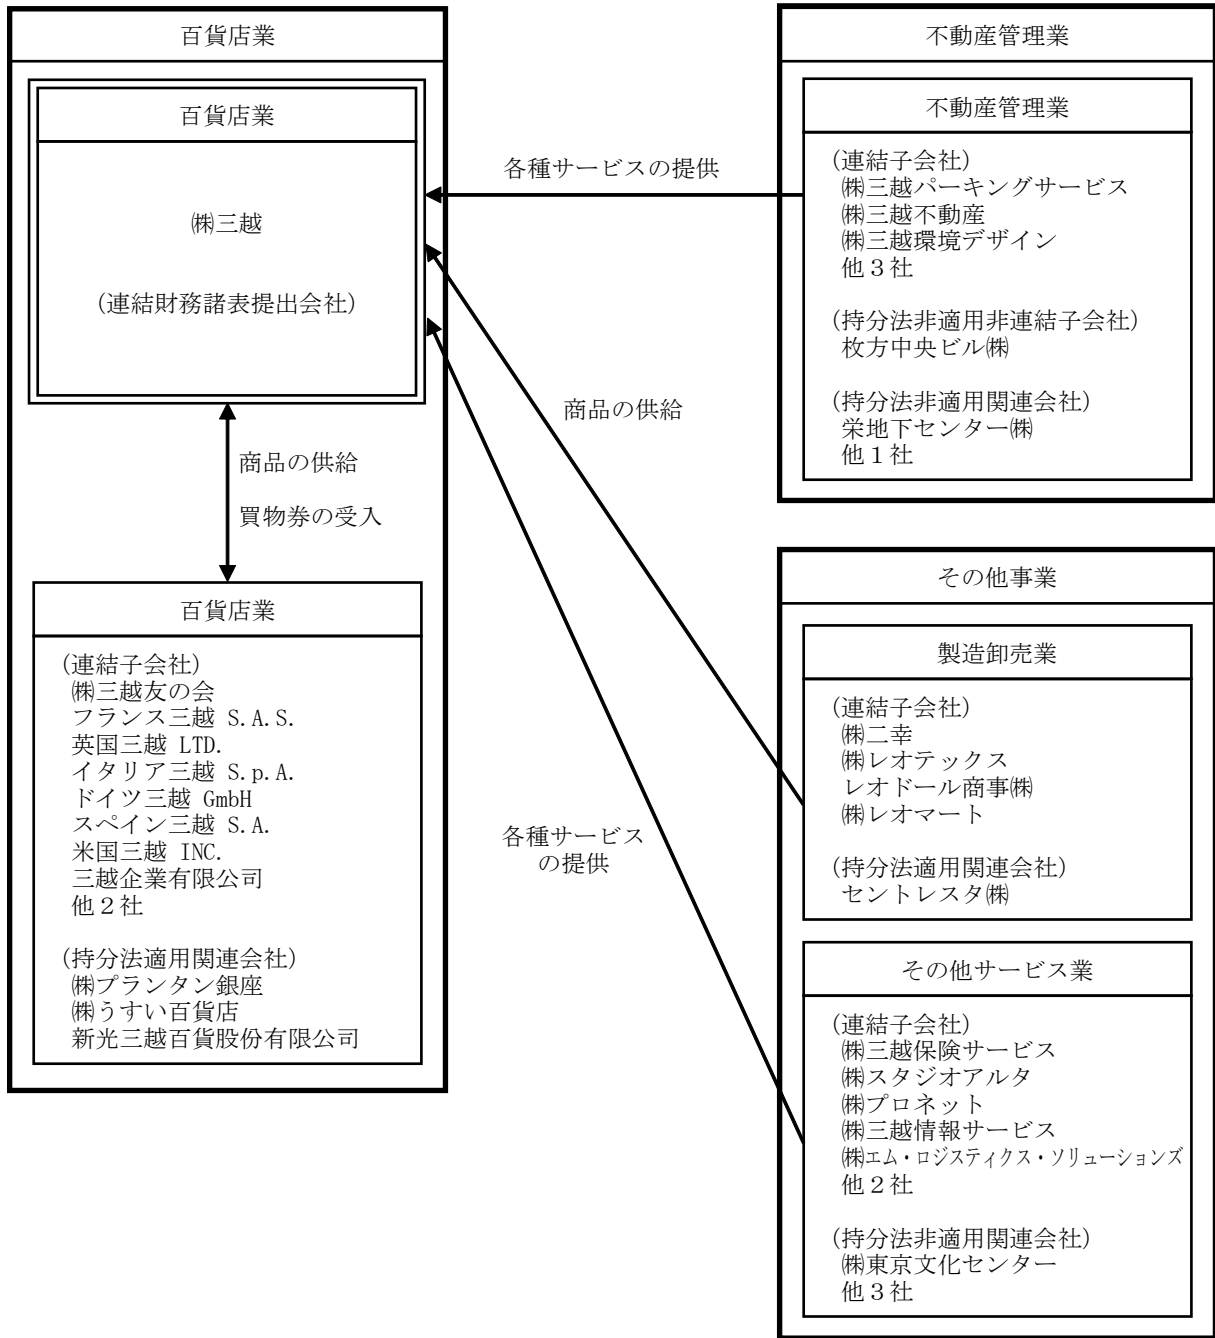 百貨店業
百貨店業
㈱三越
(連結財務諸表提出会社)
商品の供給
買物券の受入
百貨店業
(連結子会社)
㈱三越友の会
フランス三越 S.A.S.
英国三越 LTD.
イタリア三越 S.p.A.
ドイツ三越 GmbH
スペイン三越 S.A.
米国三越 INC.
三越企業有限公司
他２社
(持分法適用関連会社)
㈱プランタン銀座
㈱うすい百貨店
新光三越百貨股份有限公司
各種サービスの提供
商品の供給
各種サービス
の提供
不動産管理業
不動産管理業
(連結子会社)
㈱三越パーキングサービス
㈱三越不動産
㈱三越環境デザイン
他３社
(持分法非適用非連結子会社)
枚方中央ビル㈱
(持分法非適用関連会社)
栄地下センター㈱
他１社
その他事業
製造卸売業
(連結子会社)
㈱二幸
㈱レオテックス
レオドール商事㈱
㈱レオマート
(持分法適用関連会社)
セントレスタ㈱
その他サービス業
(連結子会社)
㈱三越保険サービス
㈱スタジオアルタ
㈱プロネット
㈱三越情報サービス
㈱エム・ロジスティクス・ソリューションズ
他２社
(持分法非適用関連会社)
㈱東京文化センター
他３社